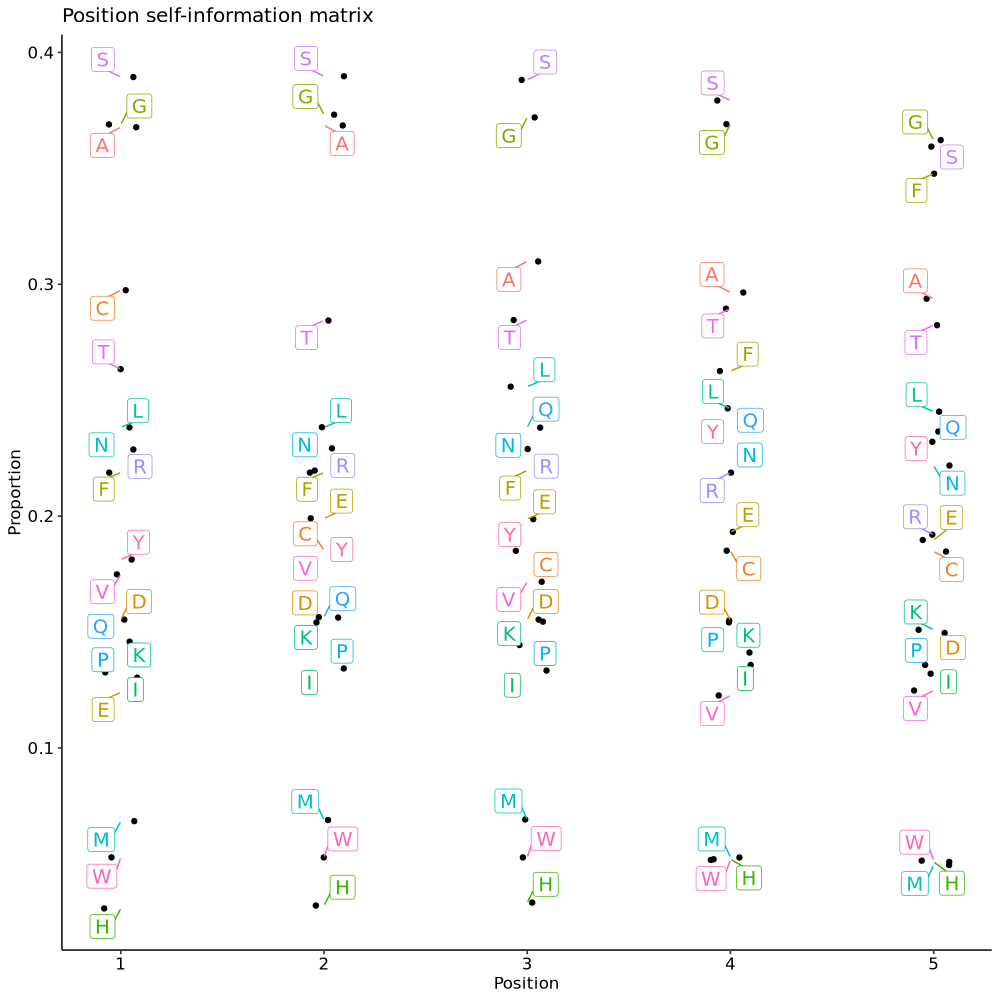 Position self-information matrix
0.4
0.3
0.2
0.1
Proportion
S
G
A
C
T
L
N
R
F
Y
V
D
Q
K
P
I
E
M
W
H
S
G
A
T
L
N
R
F
E
C
Y
V
Q
D
K
P
I
M
W
H
S
G
A
T
L
Q
N
R
F
E
Y
C
V
D
K
P
I
M
W
H
S
G
A
T
F
L
Q
Y
N
R
E
C
D
K
P
I
V
M
W
H
G
S
F
A
T
L
Q
Y
N
R
E
C
K
D
P
I
V
W
M
H
1 2 3 4 5
Position